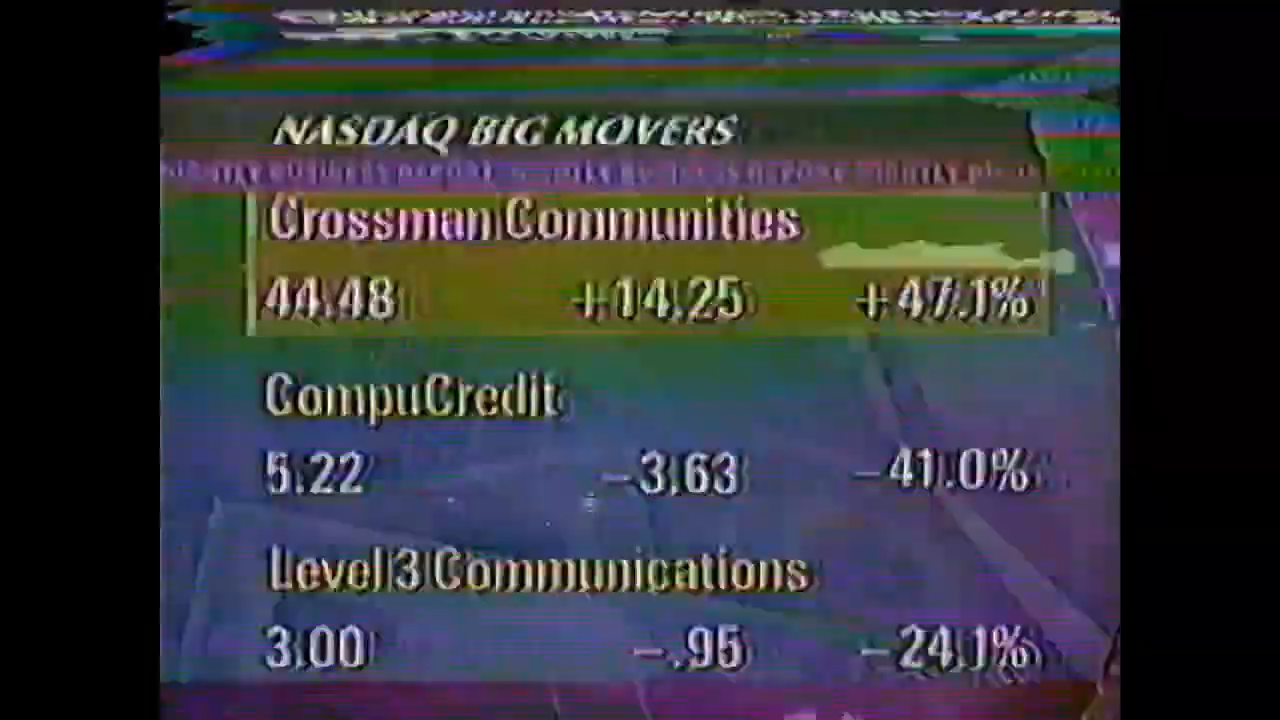 NASDAQ BIG MOVERS
Crossman Communities
44.48 +14.25 +47.1%
CompuCredit
5.22 -3.63 -41.0%
Level 3 Communications
3.00 -.95 -24.1%